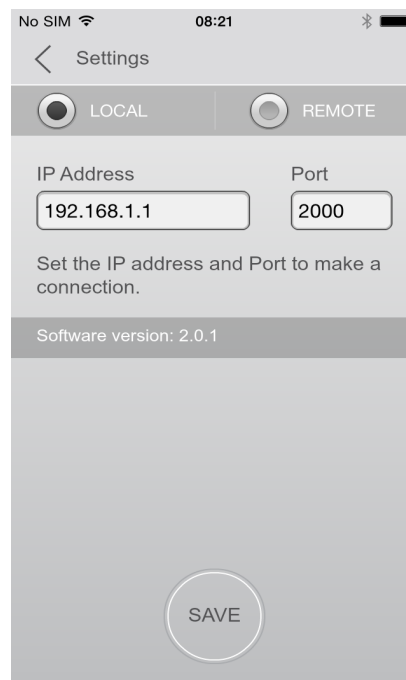 No SIM 08:21
Settings
LOCAL REMOTE
IP Address Port
192.168.1.1 2000
Set the IP address and Port to make a
connection.
Software version: 2.0.1
SAVE